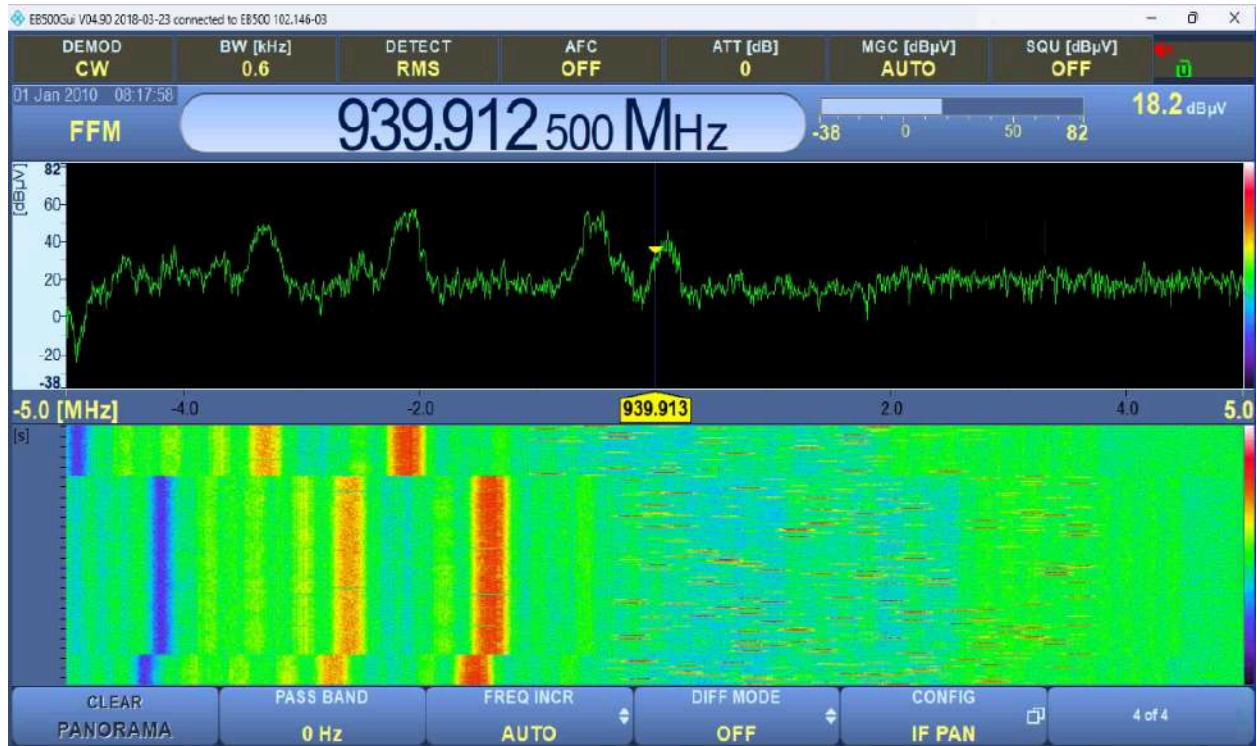 EB500Gui V04.90 2018-03-23 connected to EB500 102.146-03
DEMOD BW [kHz] DETECT AFC ATT [dB] MGC [dBµV] SQU [dBµV]
CW 0.6 RMS OFF 0 AUTO OFF
01 Jan 2010 08:17:58
FFM
939.912 500 MHz
-38 0 50 82
18.2 dBµV
[dBµV]
82
60
40
20
0
-20
-38
-5.0 [MHz] -4.0 -2.0 939.913 2.0 4.0 5.0
[s]
CLEAR PASS BAND FREQ INCR DIFF MODE CONFIG 4 of 4
PANORAMA 0 Hz AUTO OFF IF PAN